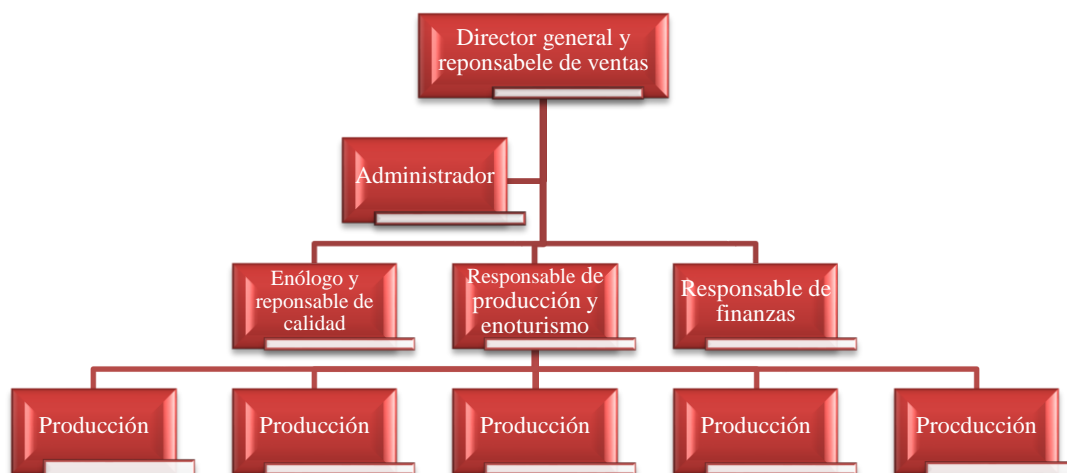 Director general y
reponsabele de ventas
Administrador
Enólogo y
reponsable de
calidad
Responsable de
producción y
enoturismo
Responsable de
finanzas
Producción
Producción
Producción
Producción
Procducción